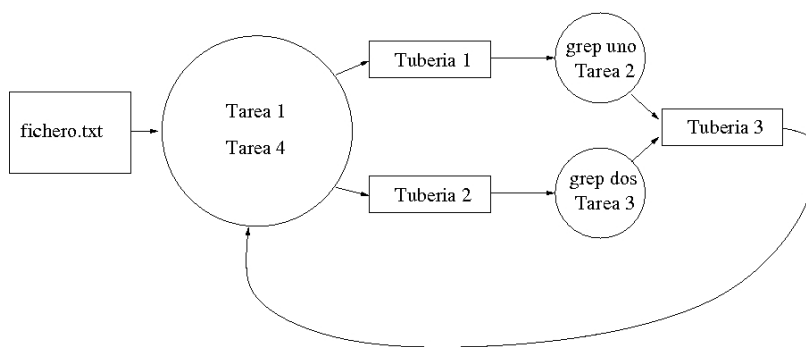 fichero.txt
Tarea 1
Tarea 4
Tuberia 1
Tuberia 2
grep uno
Tarea 2
grep dos
Tarea 3
Tuberia 3